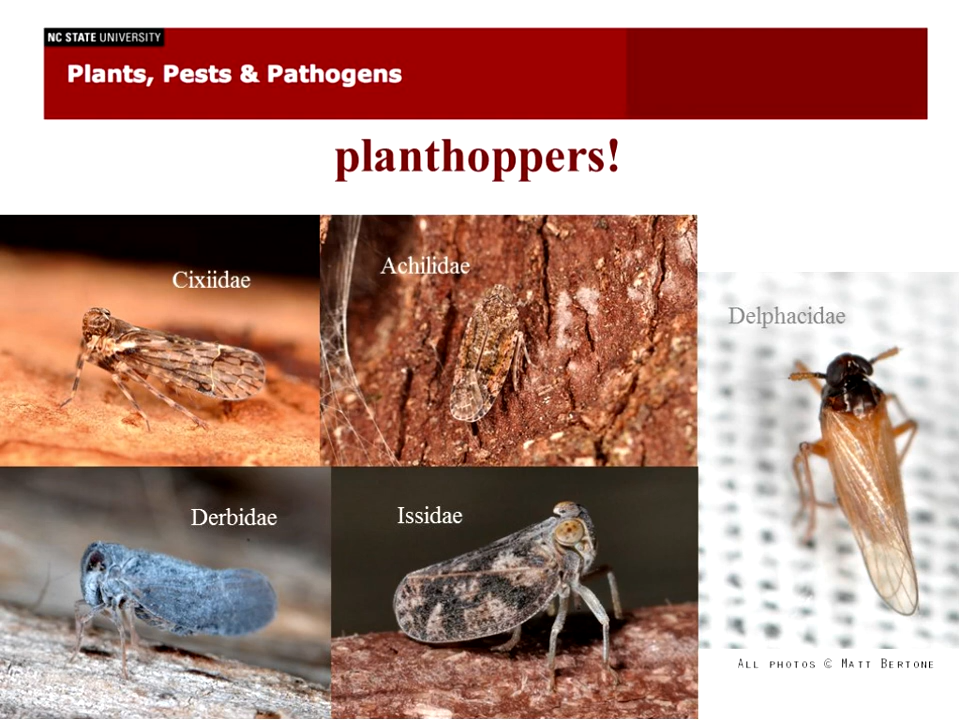 NC STATE UNIVERSITY
Plants, Pests & Pathogens
planthoppers!
Cixiidae
Achilidae
Delphacidae
Derbidae
Issidae
All photos © Matt Bertone